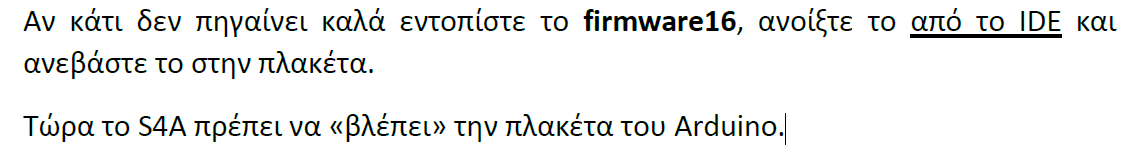 Αν κάτι δεν πηγαίνει καλά εντοπίστε το firmware16, ανοίξτε το από το IDE και
ανεβάστε το στην πλακέτα.
Τώρα το S4A πρέπει να «βλέπει» την πλακέτα του Arduino.